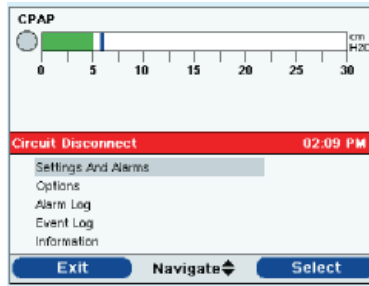 CPAP
cm
H2O
0 5 10 15 20 25 30
Circuit Disconnect 02:09 PM
Settings And Alarms
Options
Alarm Log
Event Log
Information
Exit Navigate Select